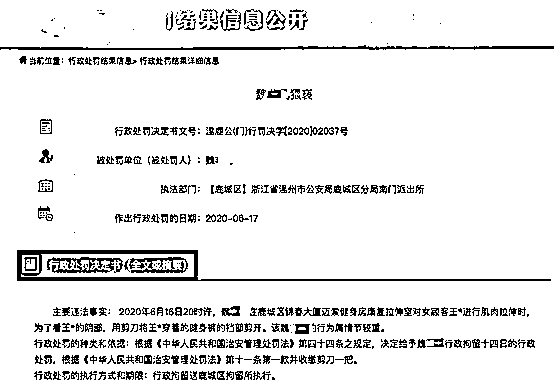 结果信息公开
当前位置：行政处罚结果信息> 行政处罚结果详细信息
魏 猥亵
行政处罚决定书文号：温鹿公(门)行罚决字[2020]02037号
被处罚单位（被处罚人）：魏
执法部门：【鹿城区】浙江省温州市公安局鹿城区分局南门派出所
作出行政处罚的日期：2020-06-17
行政处罚决定书（全文或摘要）
主要违法事实： 2020年6月16日20时许，魏 在鹿城区锦春大厦迈索健身房康复拉伸室对女顾客王*进行肌肉拉伸时，
为了看王*的阴部，用剪刀将王*穿着的健身裤的裆部剪开。该魏 的行为属情节较重。
行政处罚的种类和依据：根据《中华人民共和国治安管理处罚法》第四十四条之规定，决定给予魏 行政拘留十四日的行政
处罚，根据《中华人民共和国治安管理处罚法》第十一条第一款并收缴剪刀一把。
行政处罚的执行方式和期限：行政拘留送鹿城区拘留所执行。